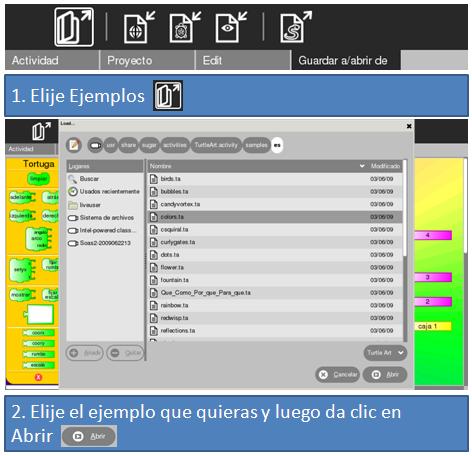 Actividad Proyecto Edit Guardar a/abrir de
1. Elije Ejemplos
Load...
Actividad
usr share sugar activities TurtleArt.activity samples es
Tortuga
limpiar
adelante
izquierda
arco
setxy
mostrar
coorx
coory
rumbo
escala
Lugares
Buscar
Usados recientemente
liveuser
Sistema de archivos
Intel-powered class...
Soas2-200906221​3
Añadir Quitar
Nombre Modificado
birds.ta 03/06/09
bubbles.ta 03/06/09
candyvortex.ta 03/06/09
colors.ta 03/06/09
csquiral.ta 03/06/09
curlygates.ta 03/06/09
dots.ta 03/06/09
flower.ta 03/06/09
fountain.ta 03/06/09
Que_Como_Por_que_Para_que.ta 03/06/09
rainbow.ta 03/06/09
redwisp.ta 03/06/09
reflections.ta 03/06/09
Turtle Art
Cancelar Abrir
4
3
2
caja 1
2. Elije el ejemplo que quieras y luego da clic en
Abrir Abrir